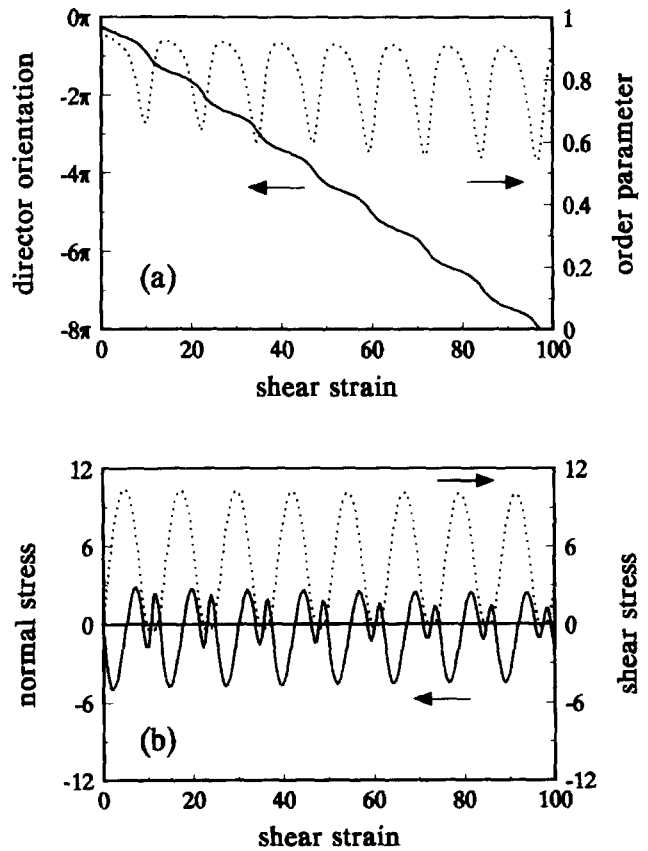 0π 1
-2π 0.8
0.6
-4π
0.4
-6π 0.2
-8π 0
director orientation
order parameter
(a)
0 20 40 60 80 100
shear strain
12 12
6 6
0 0
-6 -6
-12 -12
normal stress
shear stress
(b)
0 20 40 60 80 100
shear strain